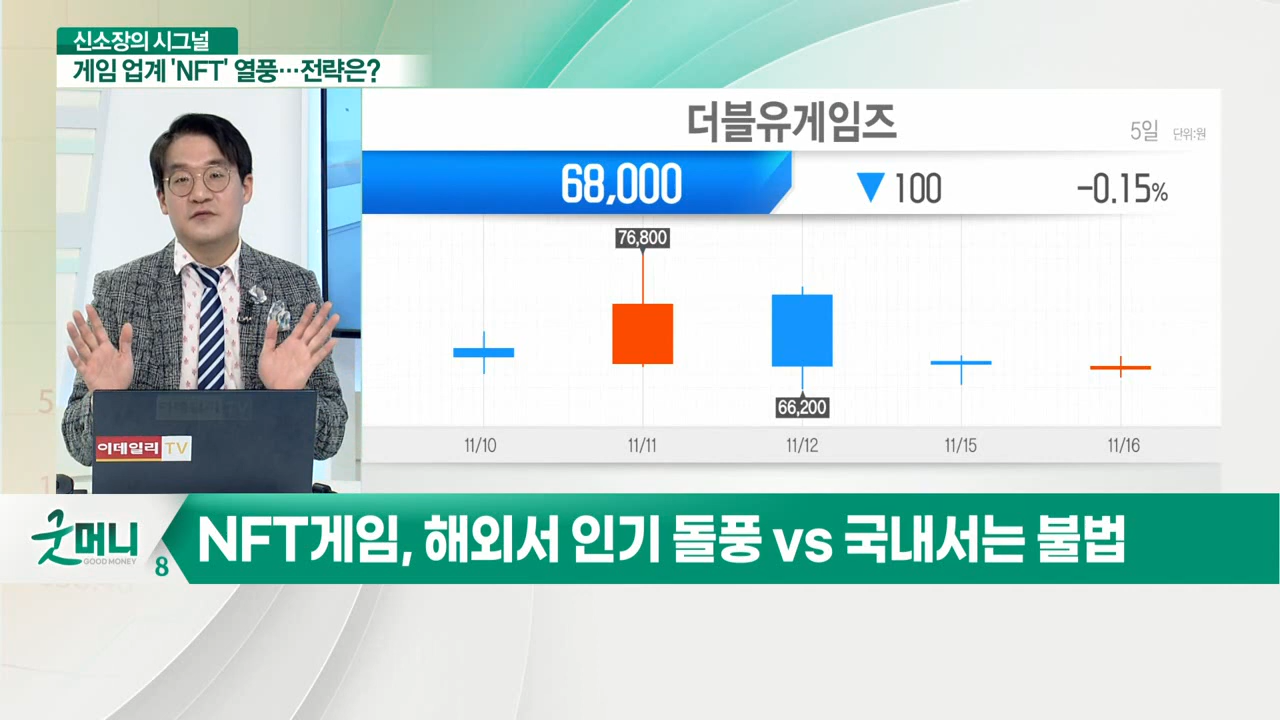 신소장의 시그널
게임 업계 'NFT' 열풍…전략은?
더블유게임즈
5일 단위:원
68,000 ▼ 100 -0.15%
76,800
66,200
11/10 11/11 11/12 11/15 11/16
이데일리 TV
굿머니
GOOD MONEY
8
NFT게임, 해외서 인기 돌풍 vs 국내서는 불법